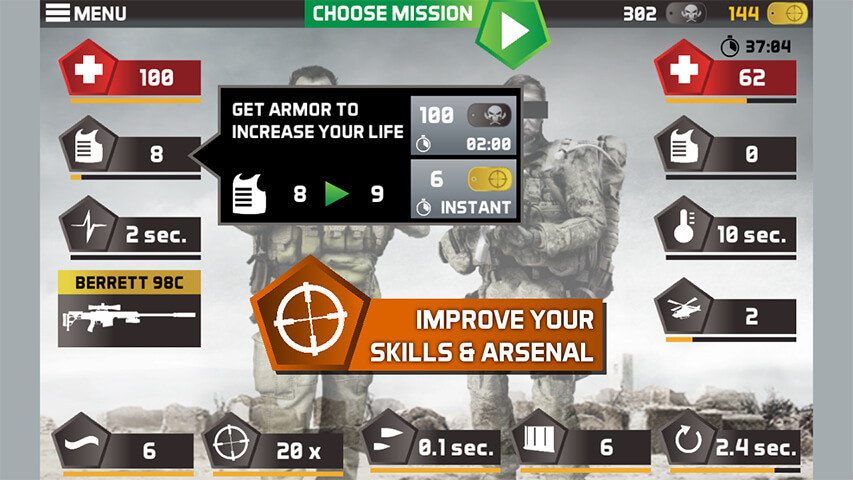 MENU
CHOOSE MISSION
302
144
37:04
100
62
GET ARMOR TO
INCREASE YOUR LIFE
100
02:00
8
8
9
6
INSTANT
0
2 sec.
10 sec.
BERRETT 98C
2
IMPROVE YOUR
SKILLS & ARSENAL
6
20 x
0.1 sec.
6
2.4 sec.